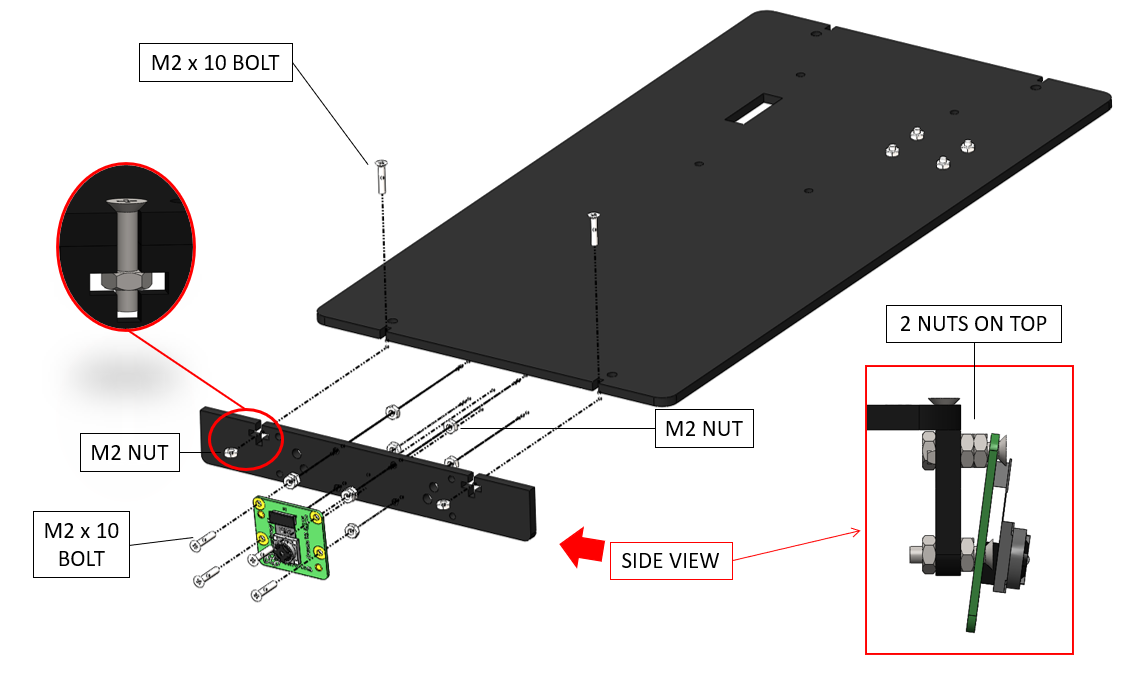 M2 x 10 BOLT
2 NUTS ON TOP
M2 NUT
M2 NUT
M2 x 10
BOLT
SIDE VIEW